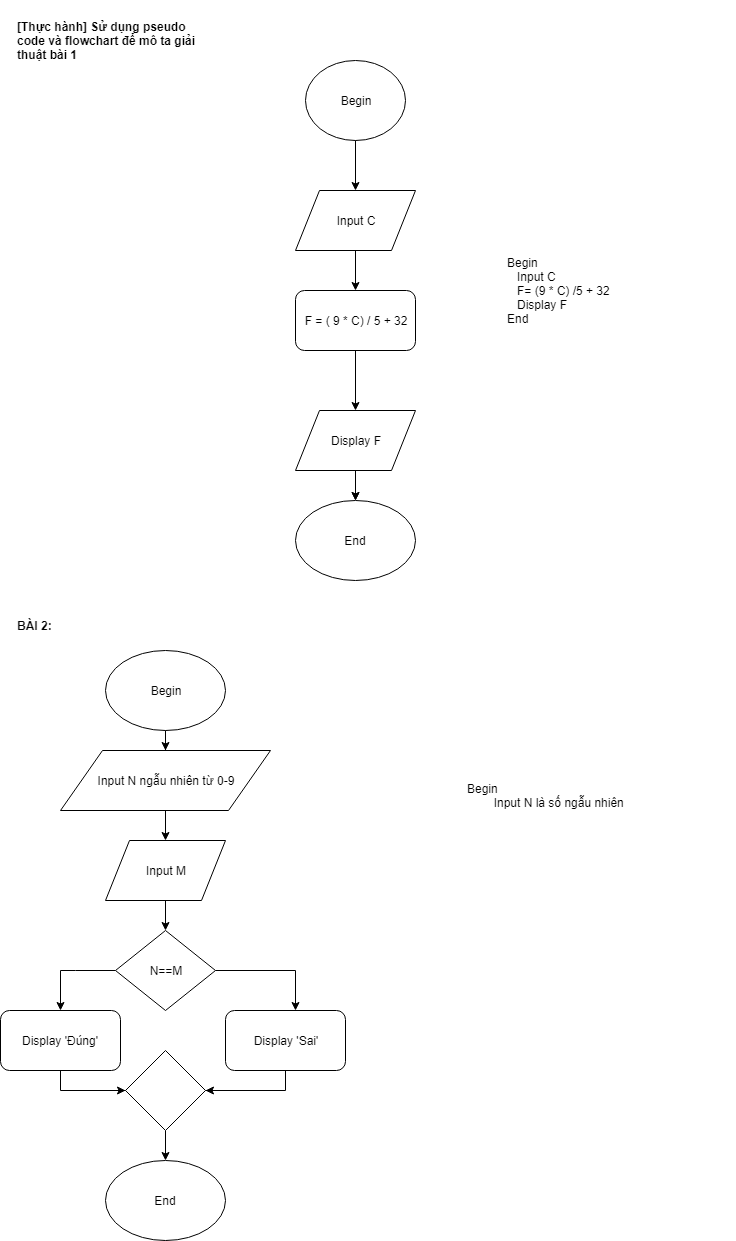 [Thực hành] Sử dụng pseudo
code và flowchart để mô ta giải
thuật bài 1
Begin
Input C
F = ( 9 * C) / 5 + 32
Display F
End
Begin
Input C
F= (9 * C) /5 + 32
Display F
End
BÀI 2:
Begin
Input N ngẫu nhiên từ 0-9
Input M
N==M
Display 'Đúng'
Display 'Sai'
End
Begin
Input N là số ngẫu nhiên